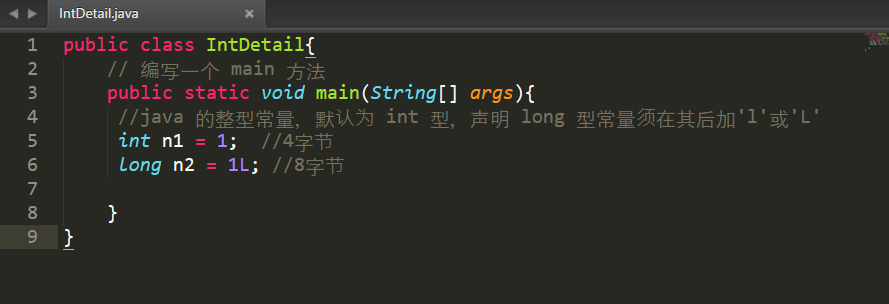 IntDetail.java
1 public class IntDetail{
2 // 编写一个 main 方法
3 public static void main(String[] args){
4 //java 的整型常量，默认为 int 型，声明 long 型常量须在其后加'l'或'L'
5 int n1 = 1; //4字节
6 long n2 = 1L; //8字节
7
8 }
9 }